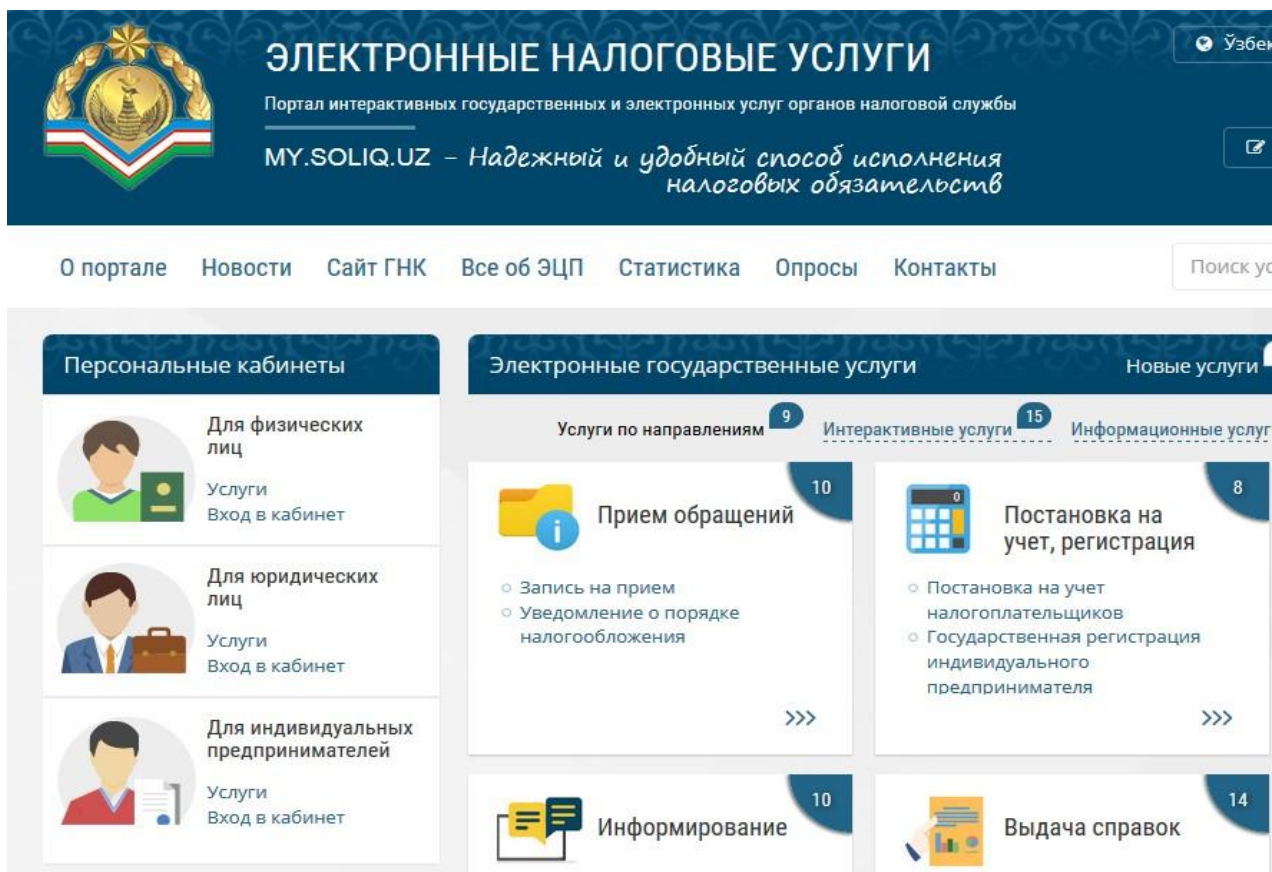 ЭЛЕКТРОННЫЕ НАЛОГОВЫЕ УСЛУГИ
Портал интерактивных государственных и электронных услуг органов налоговой службы
MY.SOLIQ.UZ – Надежный и удобный способ исполнения
налоговых обязательств
О портале Новости Сайт ГНК Все об ЭЦП Статистика Опросы Контакты
Поиск
Персональные кабинеты
Для физических
лиц
Услуги
Вход в кабинет
Для юридических
лиц
Услуги
Вход в кабинет
Для индивидуальных
предпринимателей
Услуги
Вход в кабинет
Электронные государственные услуги Новые услуги
Услуги по направлениям 9 Интерактивные услуги 15 Информационные услуг
10
Прием обращений
Запись на прием
Уведомление о порядке
налогообложения
>>>
8
Постановка на
учет, регистрация
Постановка на учет
налогоплательщиков
Государственная регистрация
индивидуального
предпринимателя
>>>
10
Информирование
14
Выдача справок